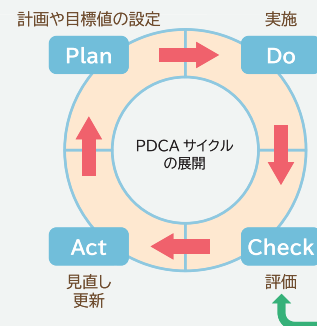 計画や目標値の設定
実施
Plan
Do
PDCA サイクル
の展開
Act
Check
見直し
更新
評価